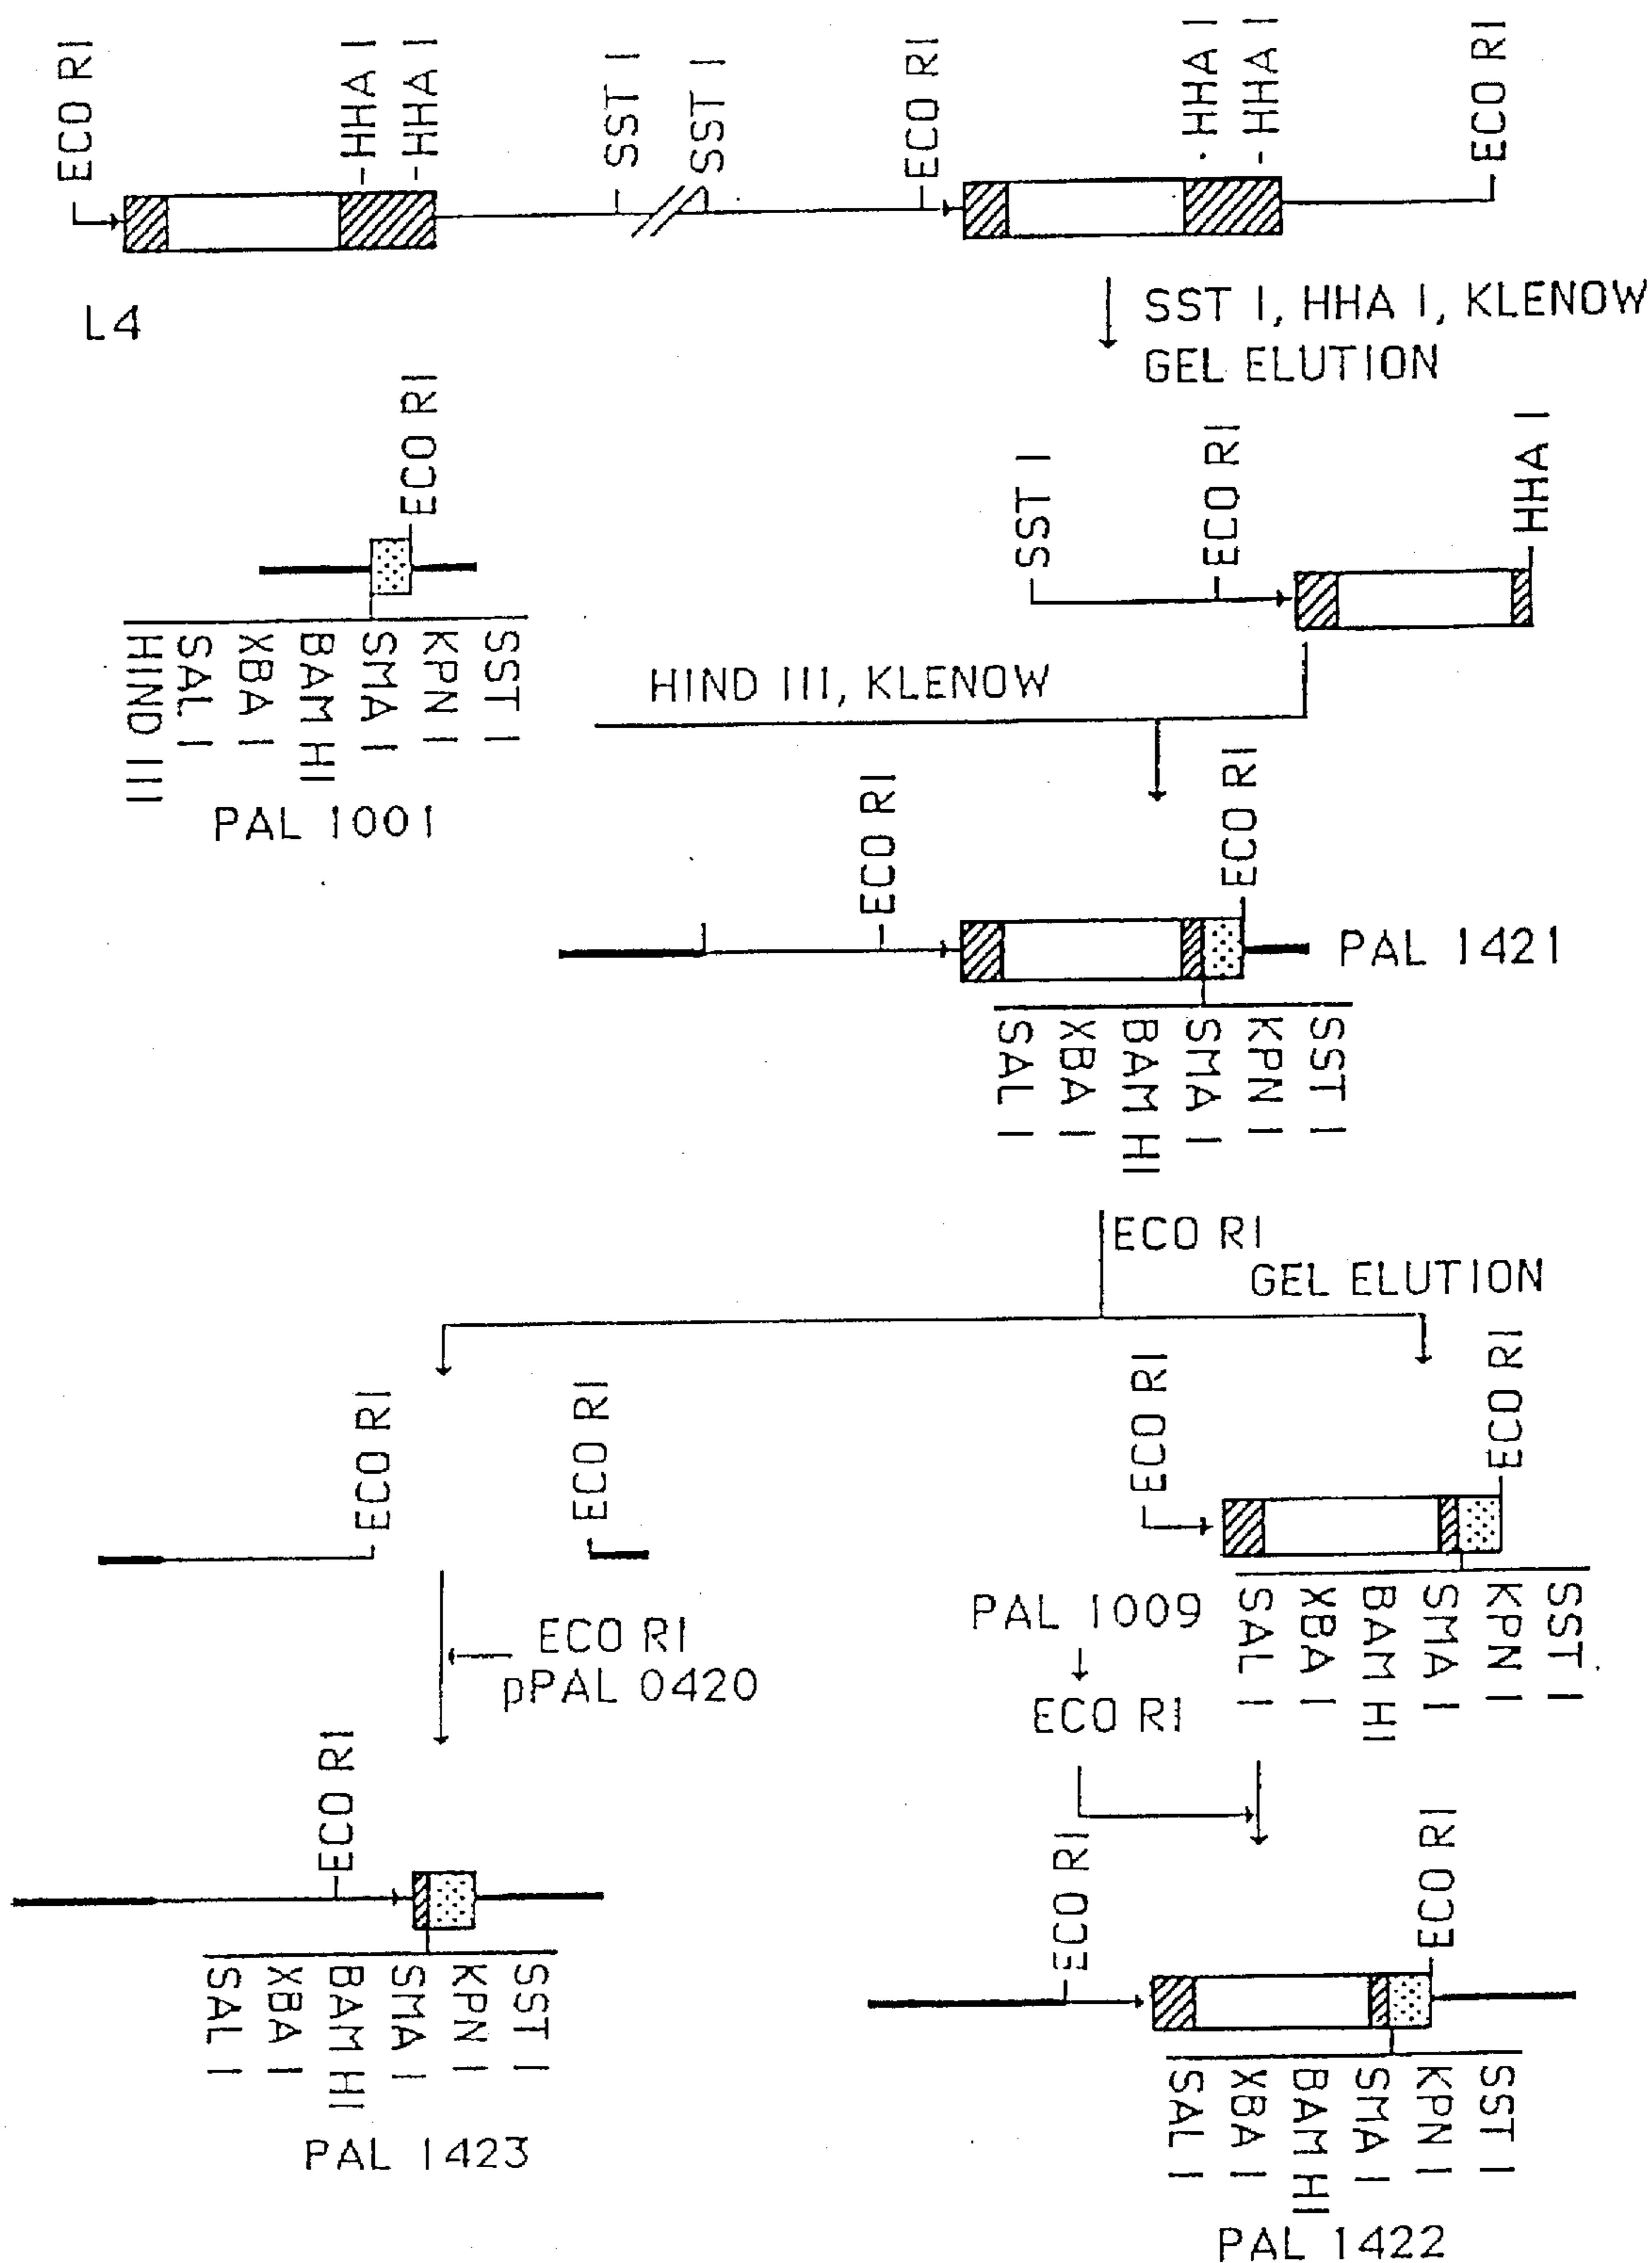 ECO RI
HHA I
HHA I
SST I
SST I
ECO RI
HHA I
HHA I
ECO RI
L4
SST I, HHA I, KLENOW
GEL ELUTION
ECO RI
HIND III
SAL I
XBA I
BAM HI
SMA I
KPN I
SST I
PAL 1001
SST I
ECO RI
HHA I
HIND III, KLENOW
ECO RI
ECO RI
PAL 1421
SAL I
XBA I
BAM HI
SMA I
KPN I
SST I
ECO RI
GEL ELUTION
ECO RI
ECO RI
ECO RI
pPAL 0420
ECO RI
SAL I
XBA I
BAM HI
SMA I
KPN I
SST I
PAL 1423
ECO RI
ECO RI
SAL I
XBA I
BAM HI
SMA I
KPN I
SST I
PAL 1009
ECO RI
ECO RI
ECO RI
SAL I
XBA I
BAM HI
SMA I
KPN I
SST I
PAL 1422